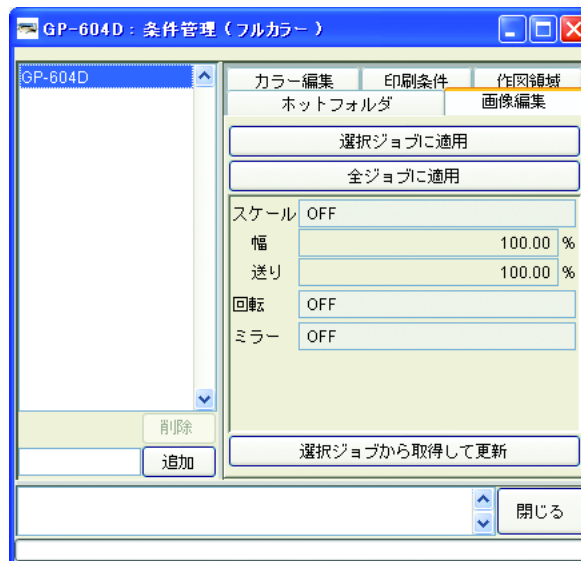 GP-604D：条件管理（フルカラー）
GP-604D
カラー編集 印刷条件 作図領域
ホットフォルダ 画像編集
選択ジョブに適用
全ジョブに適用
スケール OFF
幅 100.00 %
送り 100.00 %
回転 OFF
ミラー OFF
削除
追加
選択ジョブから取得して更新
閉じる